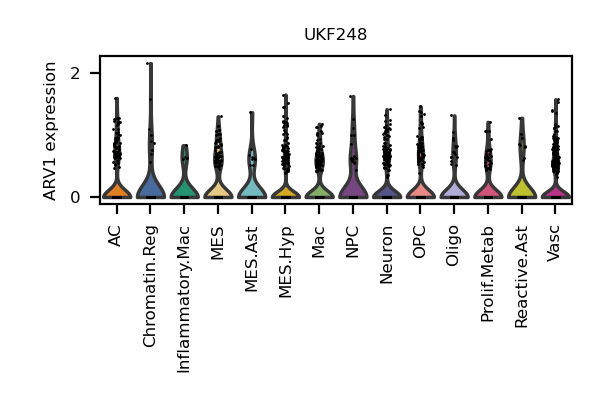 UKF248
ARV1 expression
2
0
AC
Chromatin.Reg
Inflammatory.Mac
MES
MES.Ast
MES.Hyp
Mac
NPC
Neuron
OPC
Oligo
Prolif.Metab
Reactive.Ast
Vasc